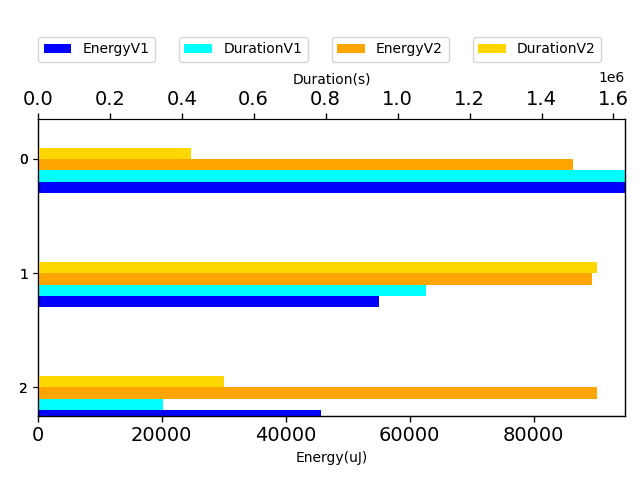 EnergyV1 DurationV1 EnergyV2 DurationV2
Duration(s)
1e6
0.0 0.2 0.4 0.6 0.8 1.0 1.2 1.4 1.6
0
1
2
0 20000 40000 60000 80000
Energy(uJ)